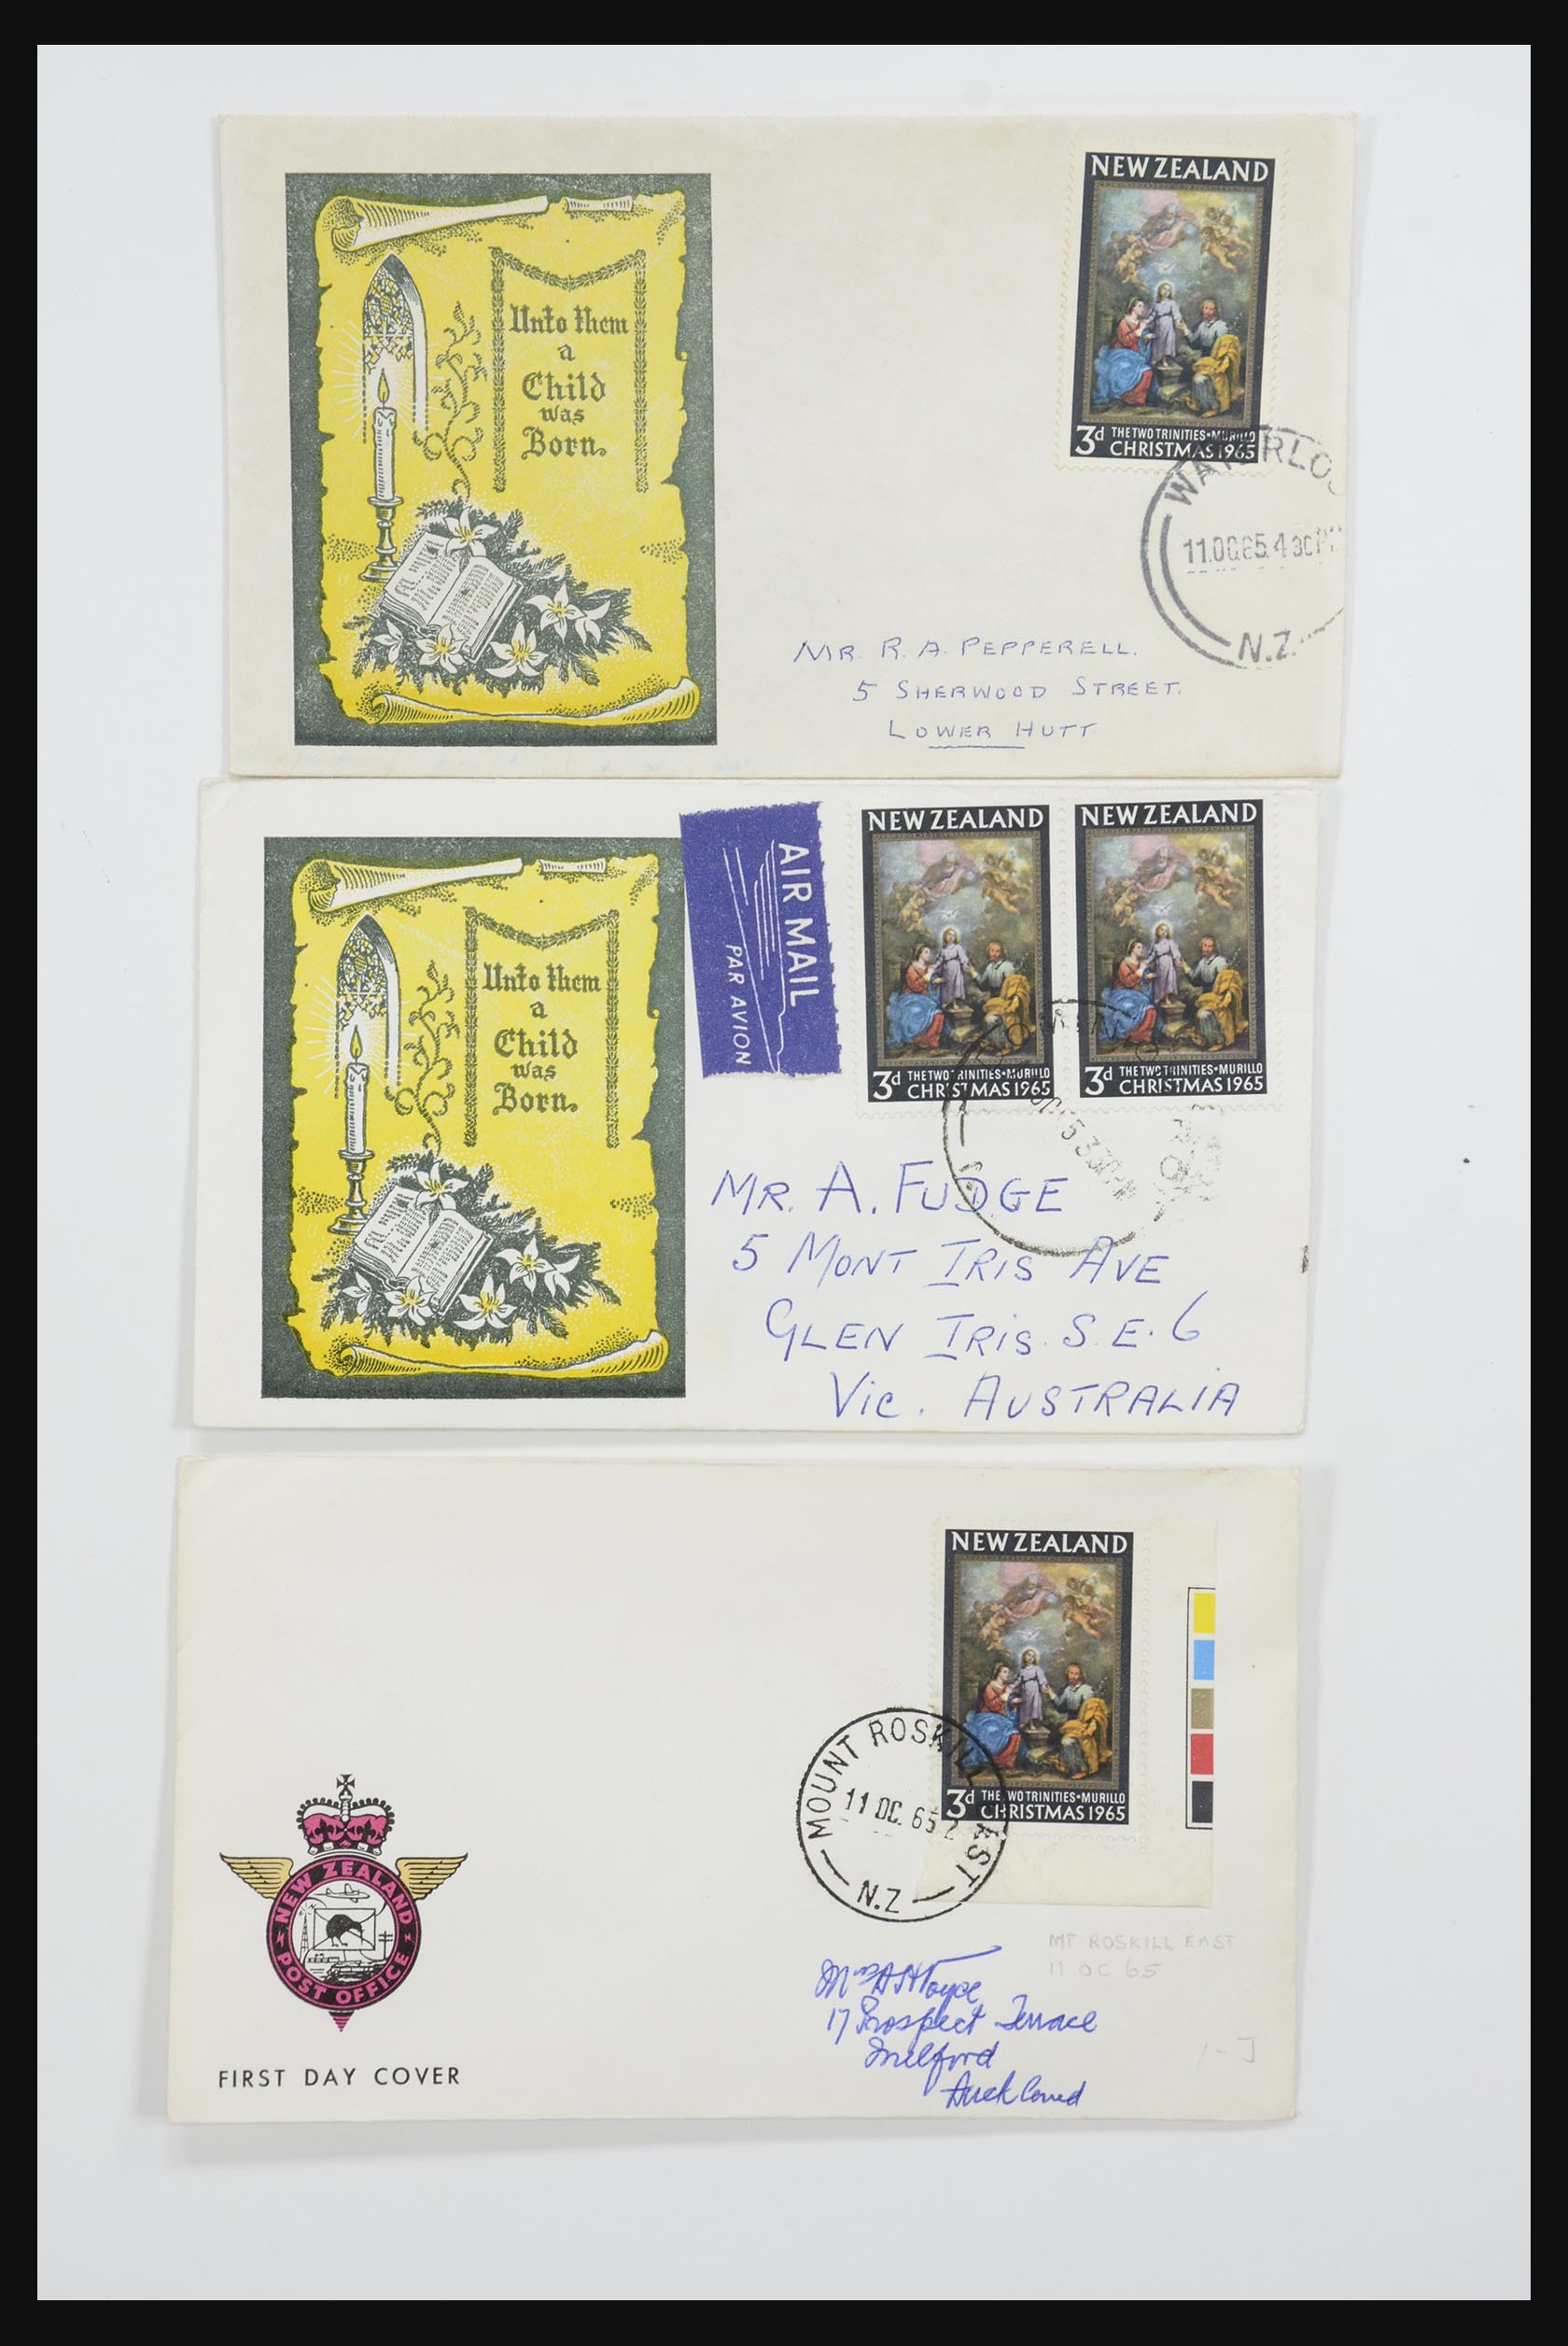 Unto them
a
Child
was
Born.
NEW ZEALAND
3d THE TWO TRINITIES•MURILLO
CHRISTMAS 1965
WATERLOO
11.OC65.4 30PM
N.Z.
MR. R. A. PEPPERELL.
5 SHERWOOD STREET.
LOWER HUTT
Unto them
a
Child
was
Born.
AIR MAIL
PAR AVION
NEW ZEALAND
3d THE TWO TRINITIES•MURILLO
CHRISTMAS 1965
NEW ZEALAND
3d THE TWO TRINITIES•MURILLO
CHRISTMAS 1965
MR. A. FUDGE
5 MONT IRIS AVE
GLEN IRIS. S.E. 6
Vic. AUSTRALIA
NEW ZEALAND
3d THE TWO TRINITIES•MURILLO
CHRISTMAS 1965
MOUNT ROSKILL EAST
11 OC. 65 2
N.Z
NEW ZEALAND
POST OFFICE
FIRST DAY COVER
MT ROSKILL EAST
11 OC 65
17 Prospect Terrace
Milford
Auckland